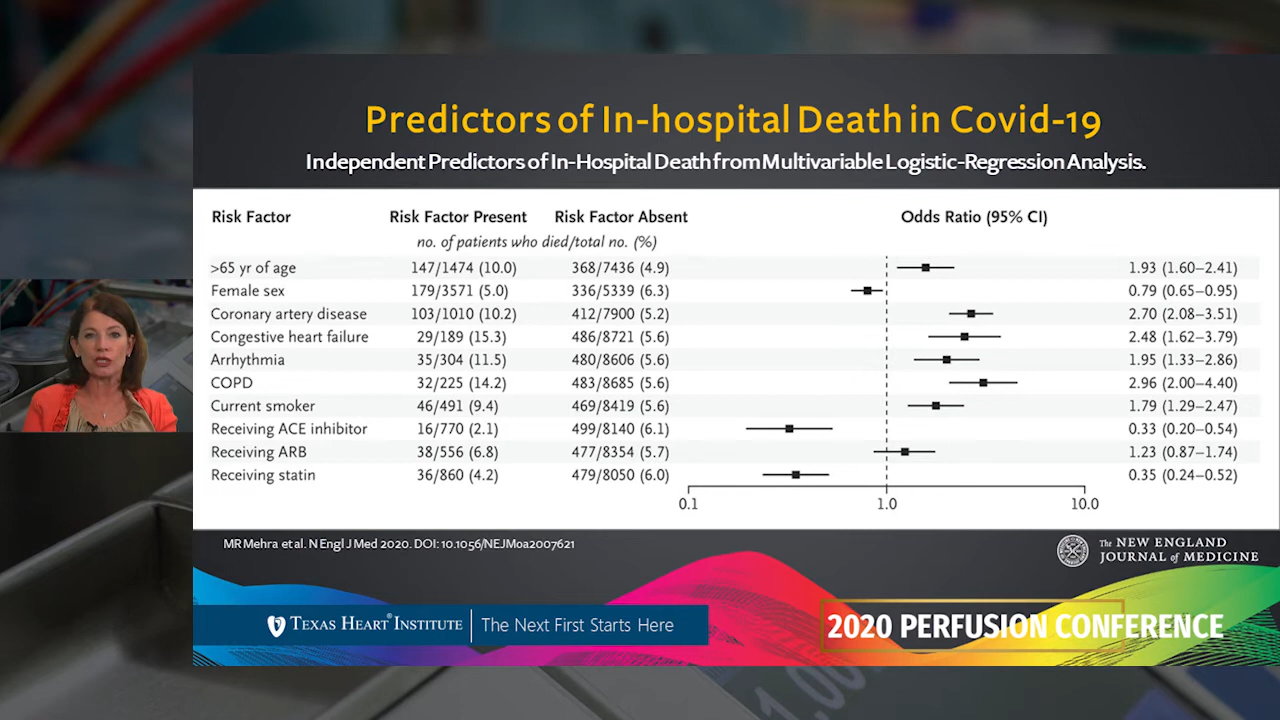 Predictors of In-hospital Death in Covid-19
Independent Predictors of In-Hospital Death from Multivariable Logistic-Regression Analysis.
Risk Factor Risk Factor Present Risk Factor Absent Odds Ratio (95% CI)
no. of patients who died/total no. (%)
>65 yr of age 147/1474 (10.0) 368/7436 (4.9) 1.93 (1.60–2.41)
Female sex 179/3571 (5.0) 336/5339 (6.3) 0.79 (0.65–0.95)
Coronary artery disease 103/1010 (10.2) 412/7900 (5.2) 2.70 (2.08–3.51)
Congestive heart failure 29/189 (15.3) 486/8721 (5.6) 2.48 (1.62–3.79)
Arrhythmia 35/304 (11.5) 480/8606 (5.6) 1.95 (1.33–2.86)
COPD 32/225 (14.2) 483/8685 (5.6) 2.96 (2.00–4.40)
Current smoker 46/491 (9.4) 469/8419 (5.6) 1.79 (1.29–2.47)
Receiving ACE inhibitor 16/770 (2.1) 499/8140 (6.1) 0.33 (0.20–0.54)
Receiving ARB 38/556 (6.8) 477/8354 (5.7) 1.23 (0.87–1.74)
Receiving statin 36/860 (4.2) 479/8050 (6.0) 0.35 (0.24–0.52)
0.1 1.0 10.0
MR Mehra et al. N Engl J Med 2020. DOI: 10.1056/NEJMoa2007621
The NEW ENGLAND
JOURNAL of MEDICINE
TEXAS HEART® INSTITUTE The Next First Starts Here
2020 PERFUSION CONFERENCE